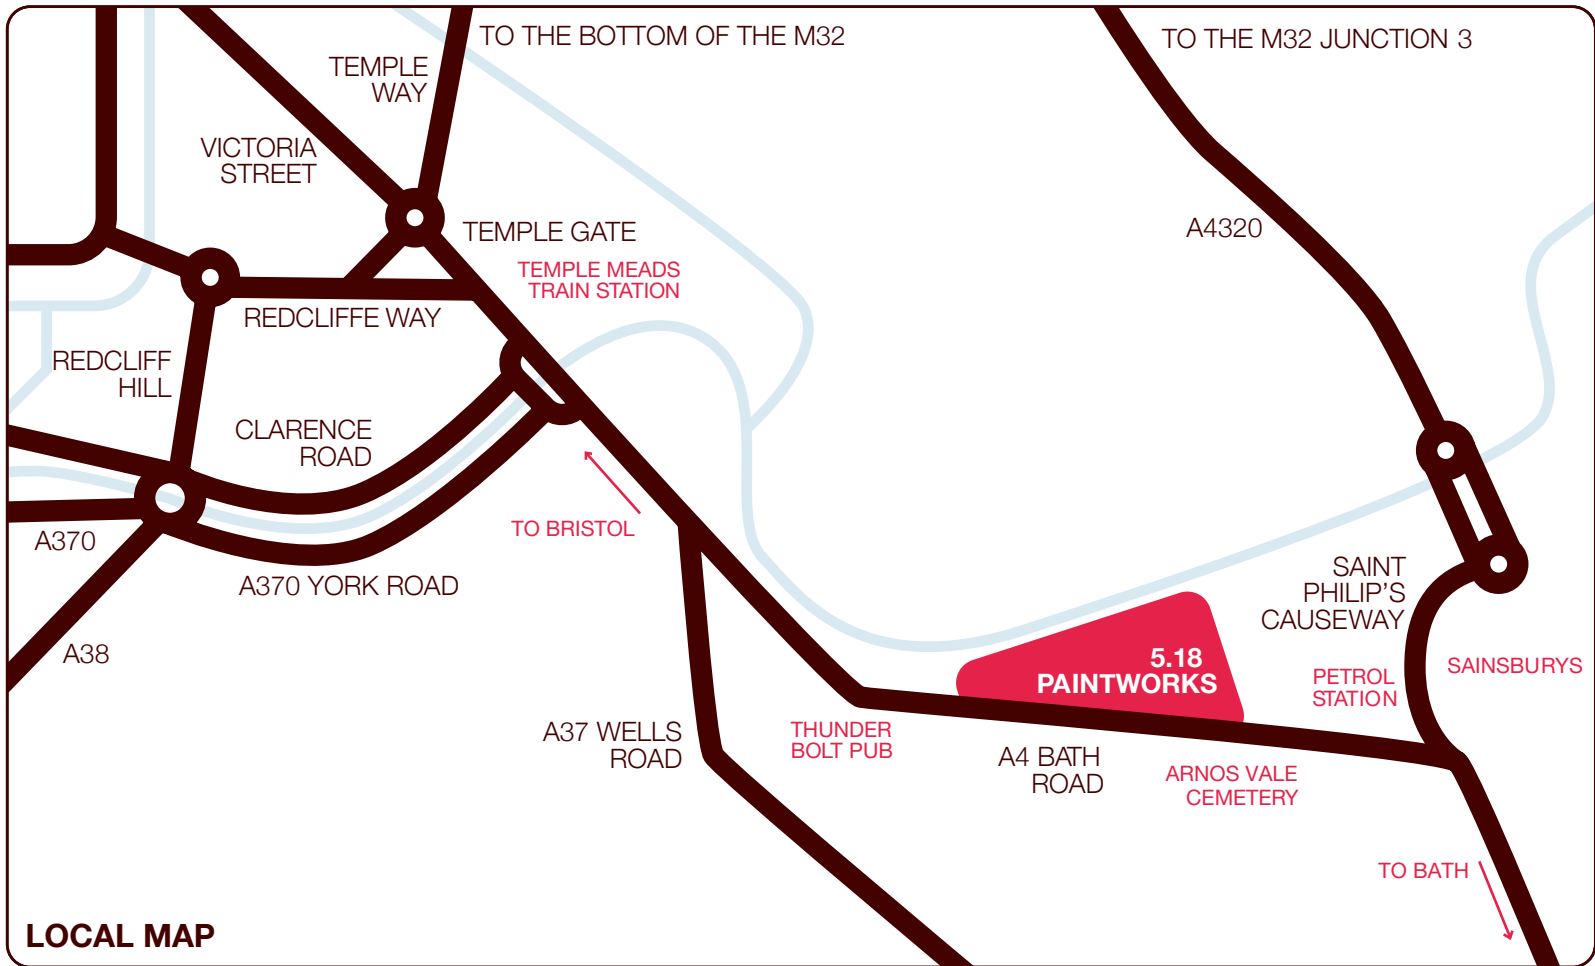 TO THE BOTTOM OF THE M32
TO THE M32 JUNCTION 3
TEMPLE
WAY
VICTORIA
STREET
TEMPLE GATE
A4320
TEMPLE MEADS
TRAIN STATION
REDCLIFFE WAY
REDCLIFF
HILL
CLARENCE
ROAD
TO BRISTOL
A370
A370 YORK ROAD
A38
SAINT
PHILIP'S
CAUSEWAY
5.18
PAINTWORKS
PETROL
STATION
SAINSBURYS
A37 WELLS
ROAD
THUNDER
BOLT PUB
A4 BATH
ROAD
ARNOS VALE
CEMETERY
TO BATH
LOCAL MAP